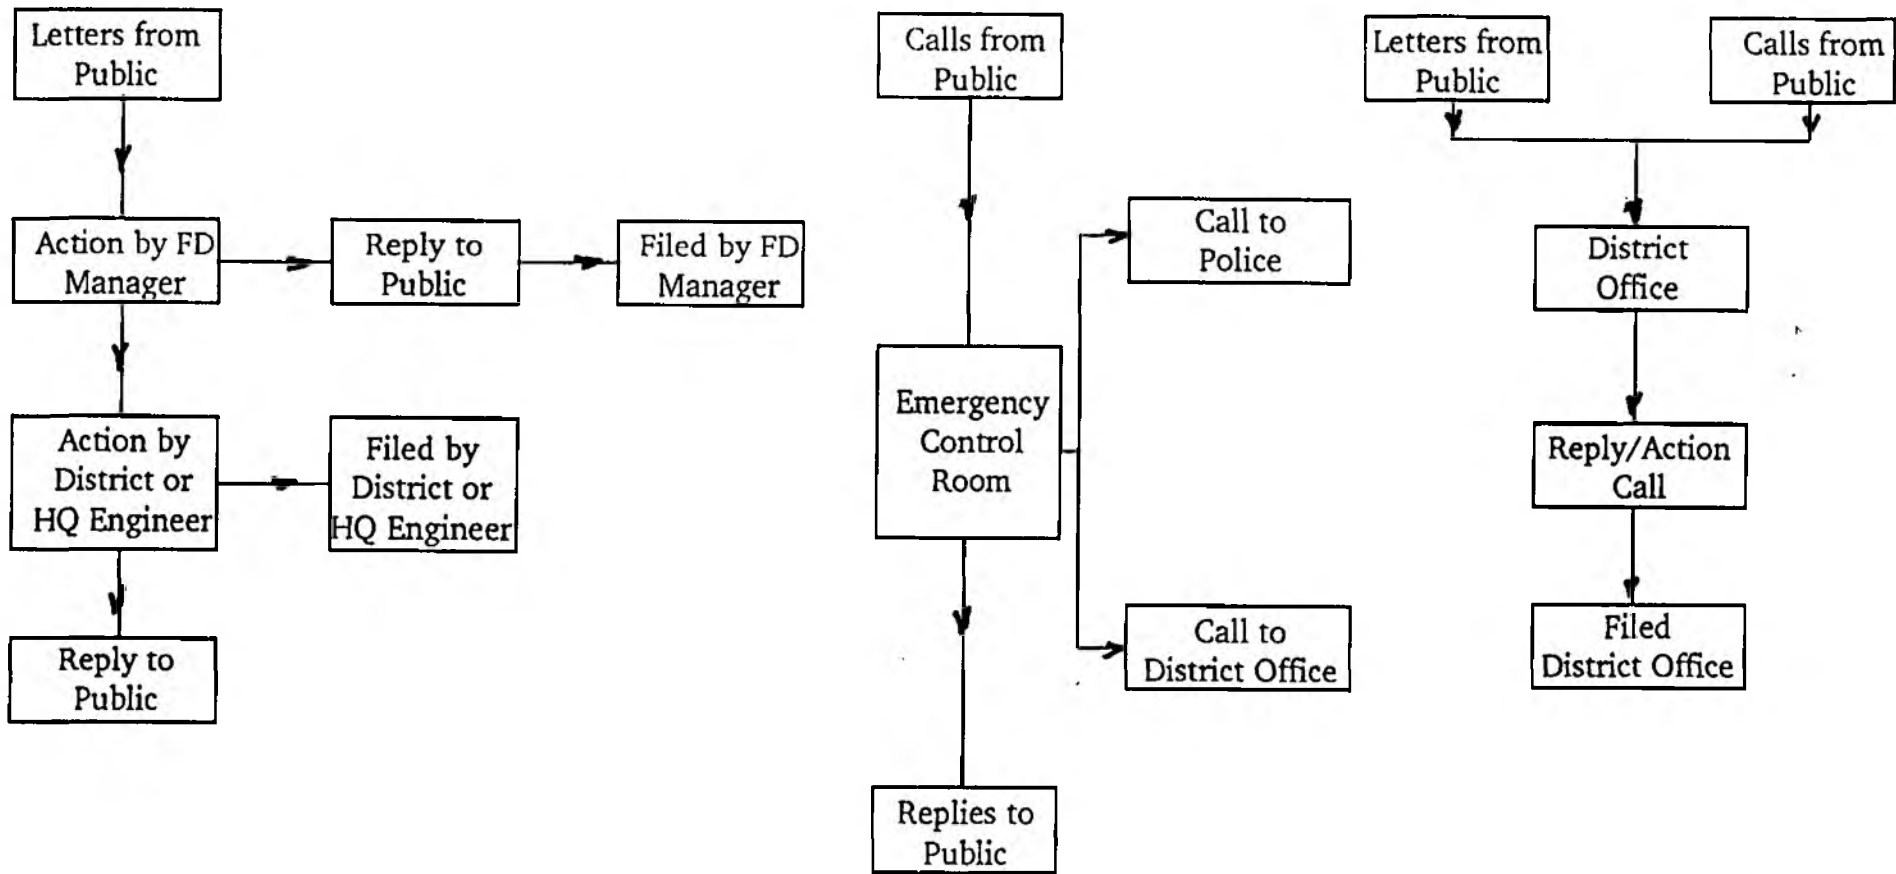 Letters from
Public
Action by FD
Manager
Reply to
Public
Filed by FD
Manager
Action by
District or
HQ Engineer
Filed by
District or
HQ Engineer
Reply to
Public
Calls from
Public
Emergency
Control
Room
Call to
Police
Call to
District Office
Replies to
Public
Letters from
Public
Calls from
Public
District
Office
Reply/Action
Call
Filed
District Office